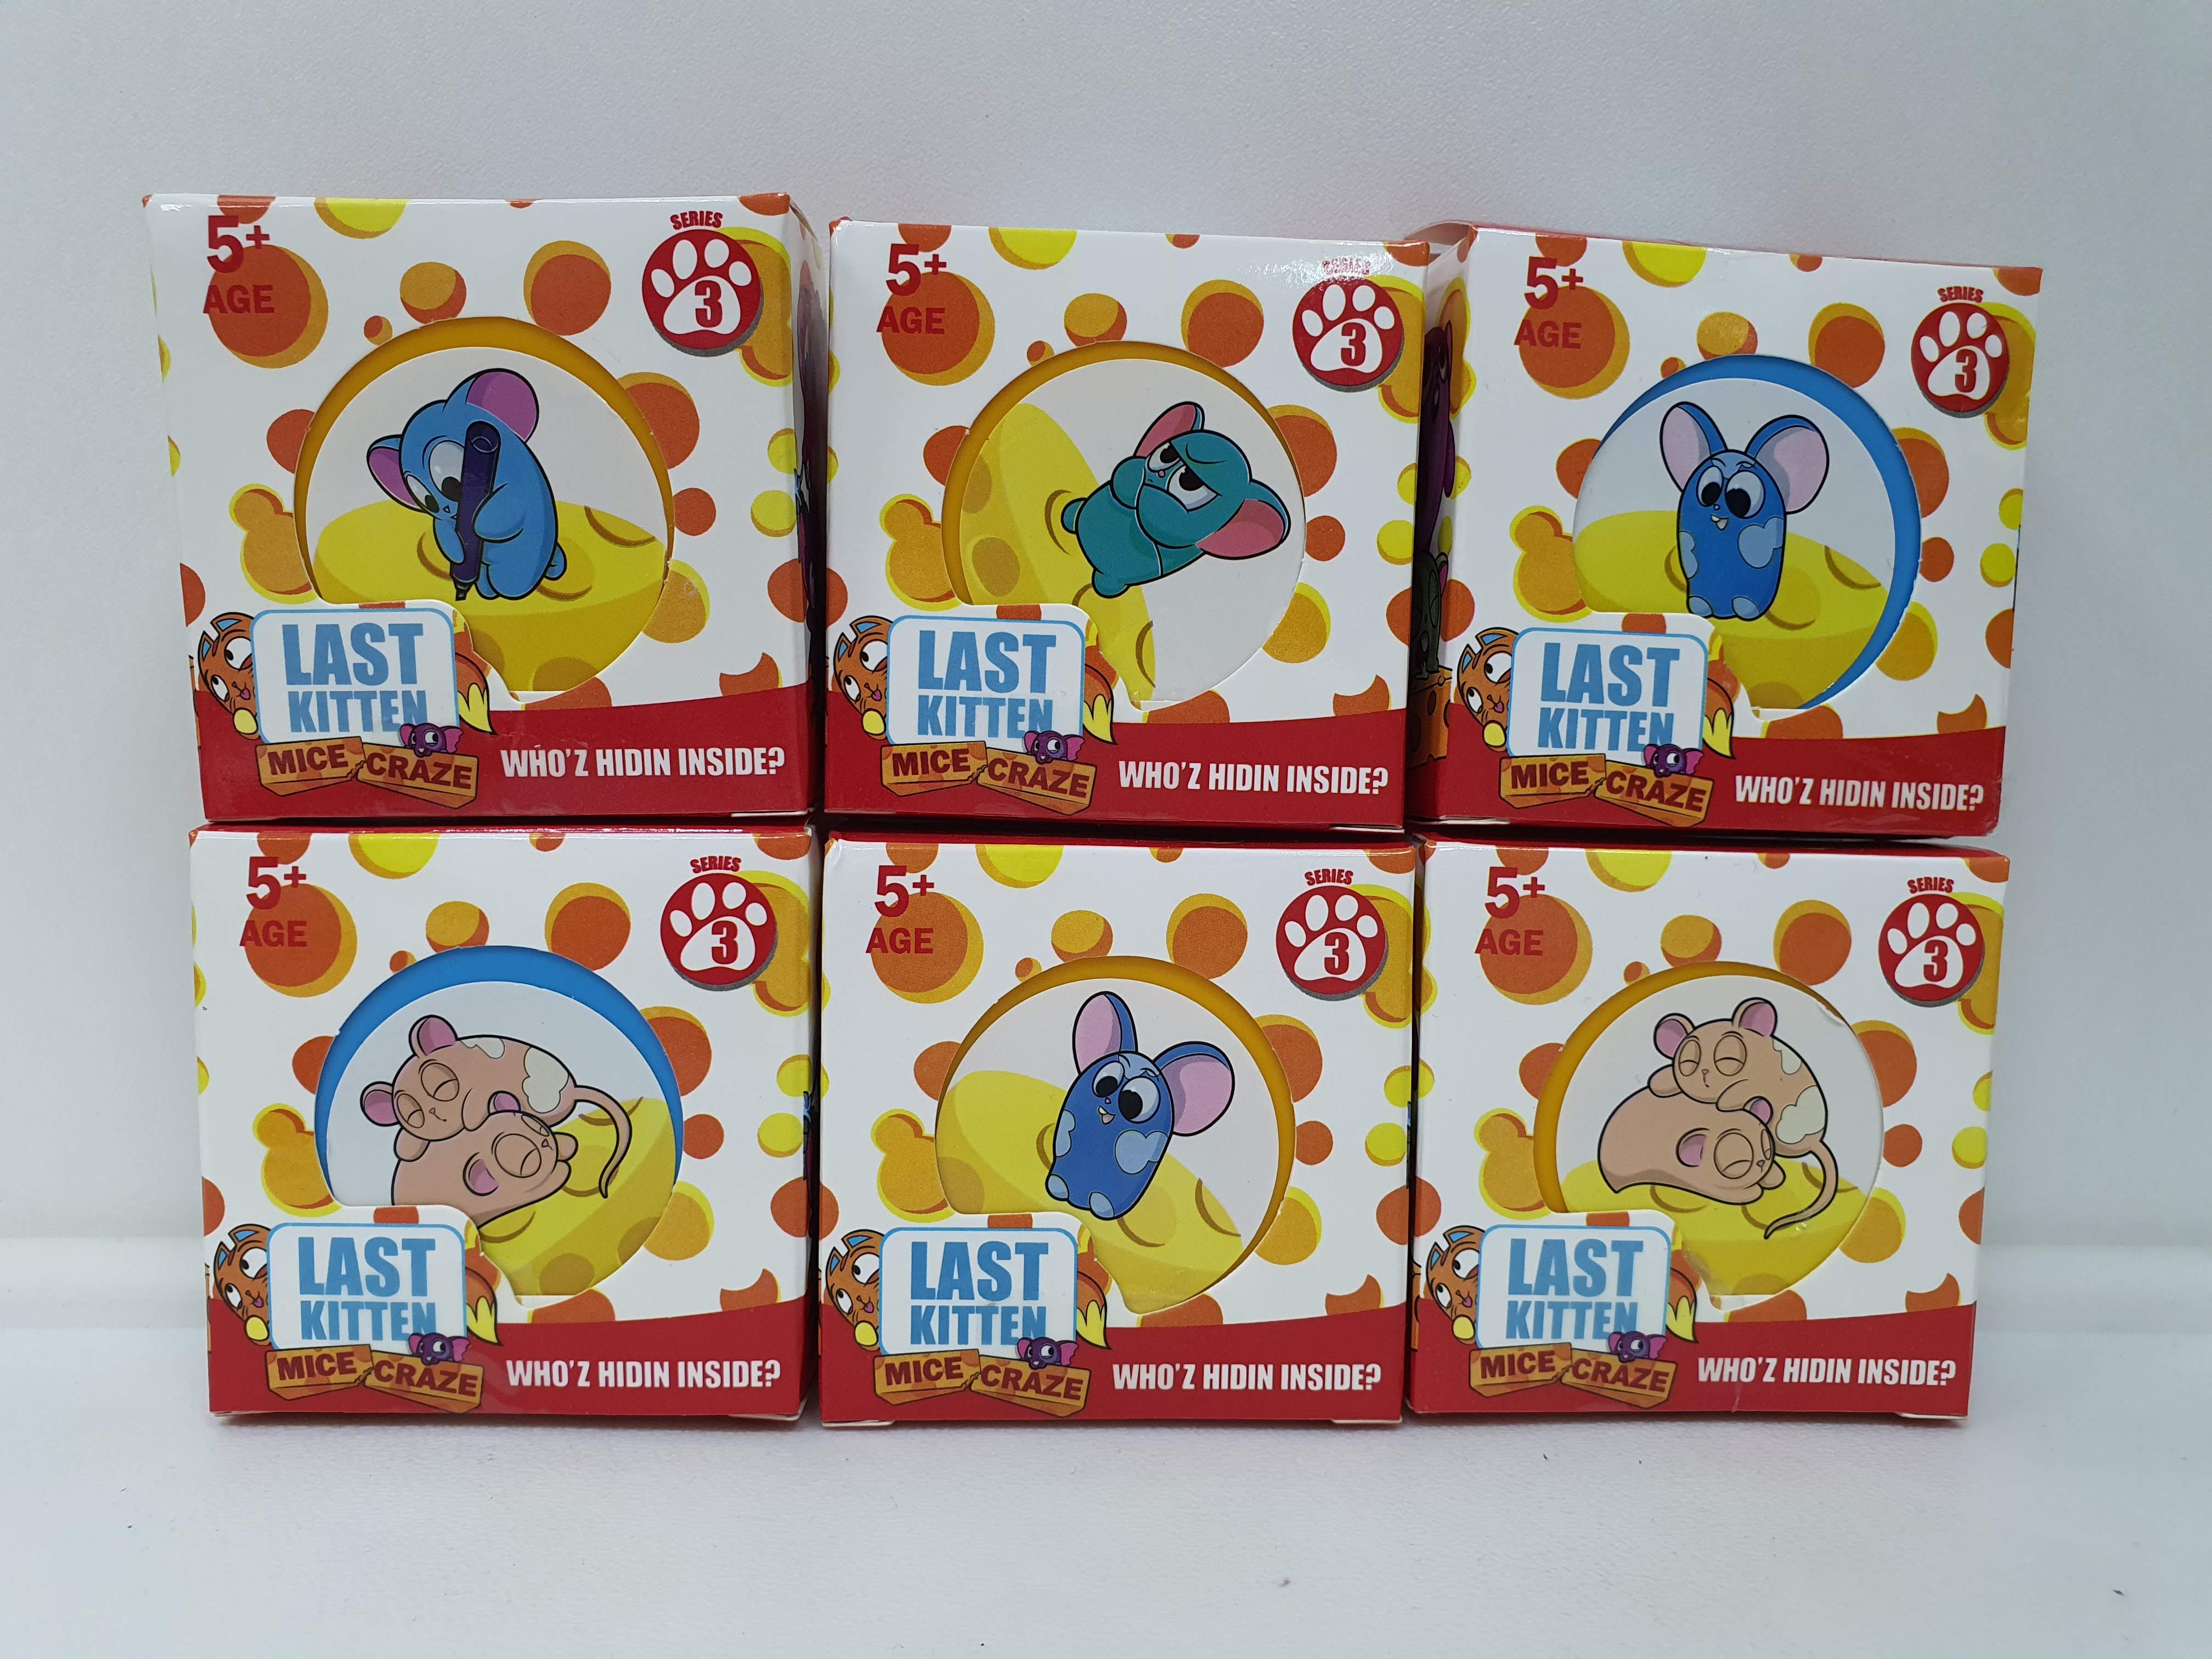 5+
AGE
SERIES
3
LAST
KITTEN
MICE CRAZE
WHO'Z HIDIN INSIDE?
5+
AGE
SERIES
3
LAST
KITTEN
MICE CRAZE
WHO'Z HIDIN INSIDE?
5+
AGE
SERIES
3
LAST
KITTEN
MICE CRAZE
WHO'Z HIDIN INSIDE?
5+
AGE
SERIES
3
LAST
KITTEN
MICE CRAZE
WHO'Z HIDIN INSIDE?
5+
AGE
SERIES
3
LAST
KITTEN
MICE CRAZE
WHO'Z HIDIN INSIDE?
5+
AGE
SERIES
3
LAST
KITTEN
MICE CRAZE
WHO'Z HIDIN INSIDE?